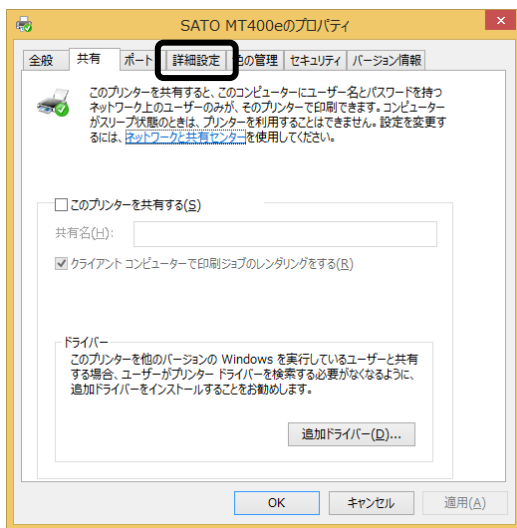 SATO MT400eのプロパティ
全般 共有 ポート 詳細設定 色の管理 セキュリティ バージョン情報
このプリンターを共有すると、このコンピューターにユーザー名とパスワードを持つ
ネットワーク上のユーザーのみが、そのプリンターで印刷できます。コンピューター
がスリープ状態のときは、プリンターを利用することはできません。設定を変更す
るには、ネットワークと共有センターを使用してください。
このプリンターを共有する(S)
共有名(H):
クライアント コンピューターで印刷ジョブのレンダリングをする(R)
ドライバー
このプリンターを他のバージョンの Windows を実行しているユーザーと共有
する場合、ユーザーがプリンター ドライバーを検索する必要がなくなるように、
追加ドライバーをインストールすることをお勧めします。
追加ドライバー(D)...
OK キャンセル 適用(A)